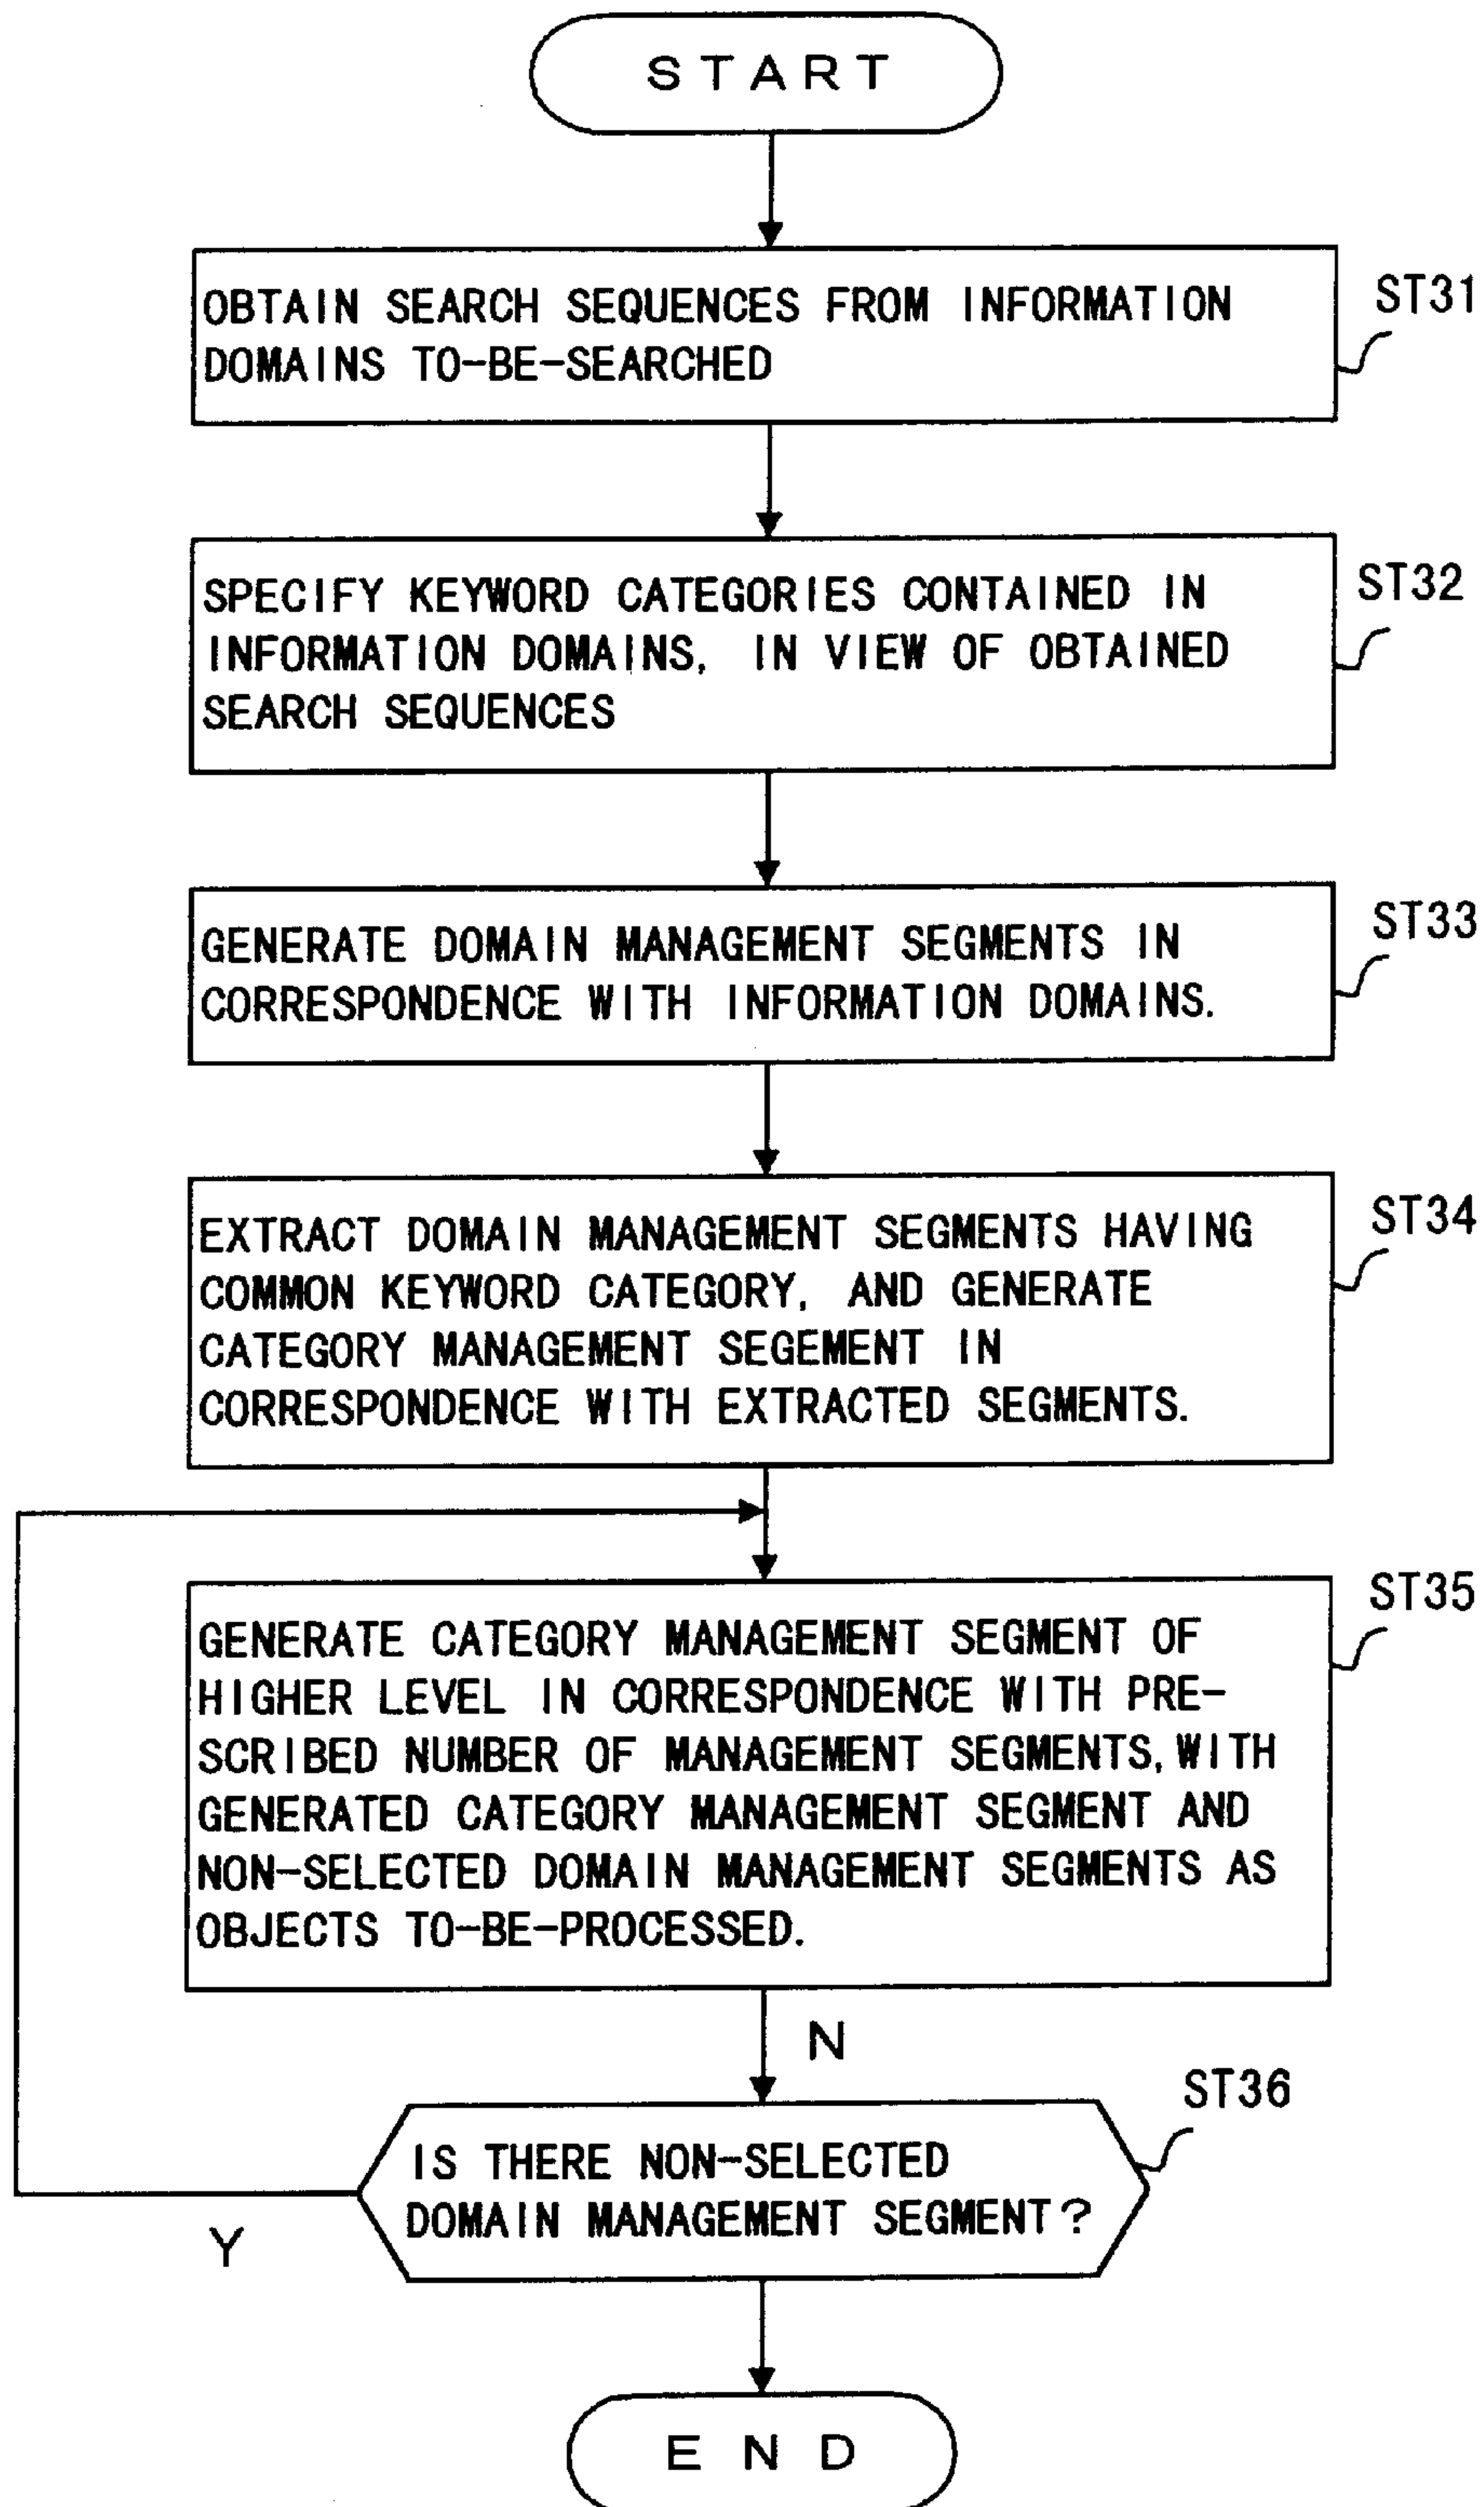 START
OBTAIN SEARCH SEQUENCES FROM INFORMATION
DOMAINS TO-BE-SEARCHED
ST31
SPECIFY KEYWORD CATEGORIES CONTAINED IN
INFORMATION DOMAINS, IN VIEW OF OBTAINED
SEARCH SEQUENCES
ST32
GENERATE DOMAIN MANAGEMENT SEGMENTS IN
CORRESPONDENCE WITH INFORMATION DOMAINS.
ST33
EXTRACT DOMAIN MANAGEMENT SEGMENTS HAVING
COMMON KEYWORD CATEGORY, AND GENERATE
CATEGORY MANAGEMENT SEGEMENT IN
CORRESPONDENCE WITH EXTRACTED SEGMENTS.
ST34
GENERATE CATEGORY MANAGEMENT SEGMENT OF
HIGHER LEVEL IN CORRESPONDENCE WITH PRE-
SCRIBED NUMBER OF MANAGEMENT SEGMENTS, WITH
GENERATED CATEGORY MANAGEMENT SEGMENT AND
NON-SELECTED DOMAIN MANAGEMENT SEGMENTS AS
OBJECTS TO-BE-PROCESSED.
ST35
N
ST36
IS THERE NON-SELECTED
DOMAIN MANAGEMENT SEGMENT?
Y
END